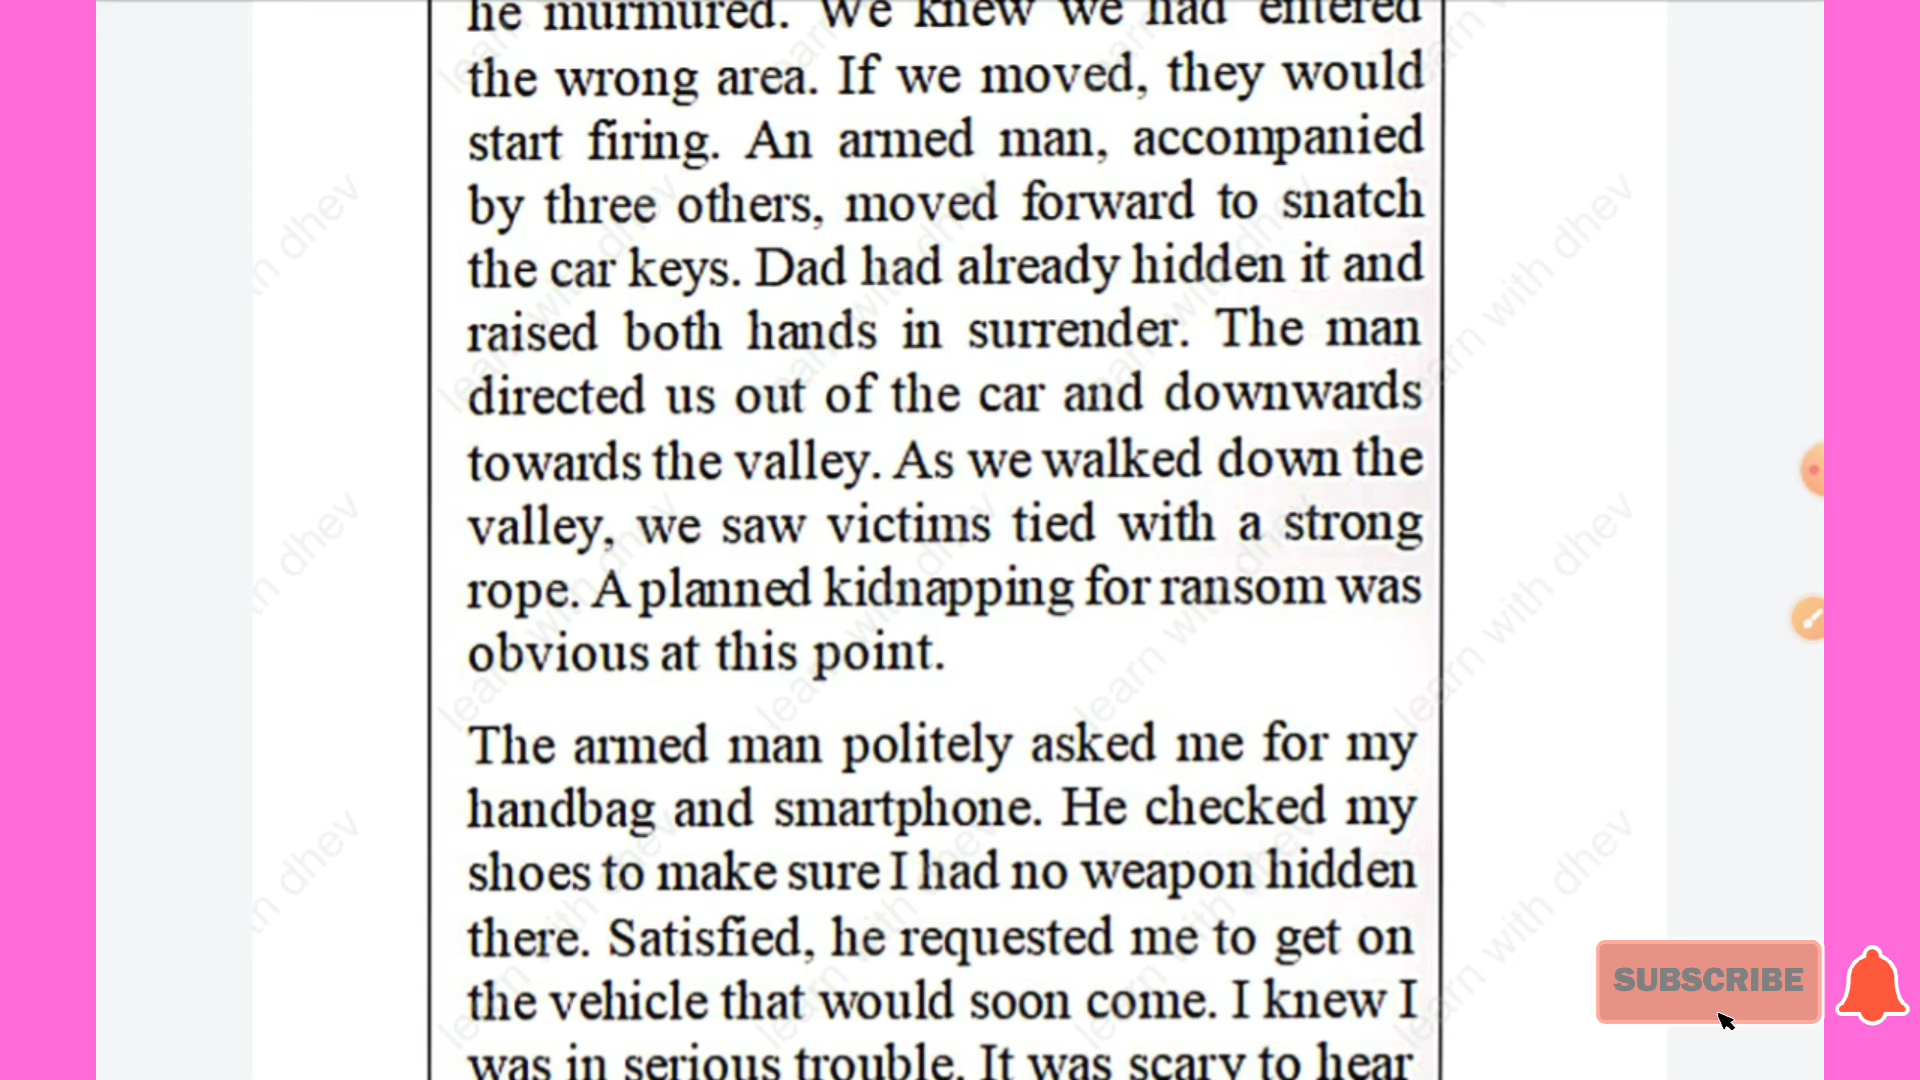 he murmured. We knew we had entered
the wrong area. If we moved, they would
start firing. An armed man, accompanied
by three others, moved forward to snatch
the car keys. Dad had already hidden it and
raised both hands in surrender. The man
directed us out of the car and downwards
towards the valley. As we walked down the
valley, we saw victims tied with a strong
rope. A planned kidnapping for ransom was
obvious at this point.
The armed man politely asked me for my
handbag and smartphone. He checked my
shoes to make sure I had no weapon hidden
there. Satisfied, he requested me to get on
the vehicle that would soon come. I knew I
was in serious trouble. It was scary to hear
SUBSCRIBE
learn with dhev